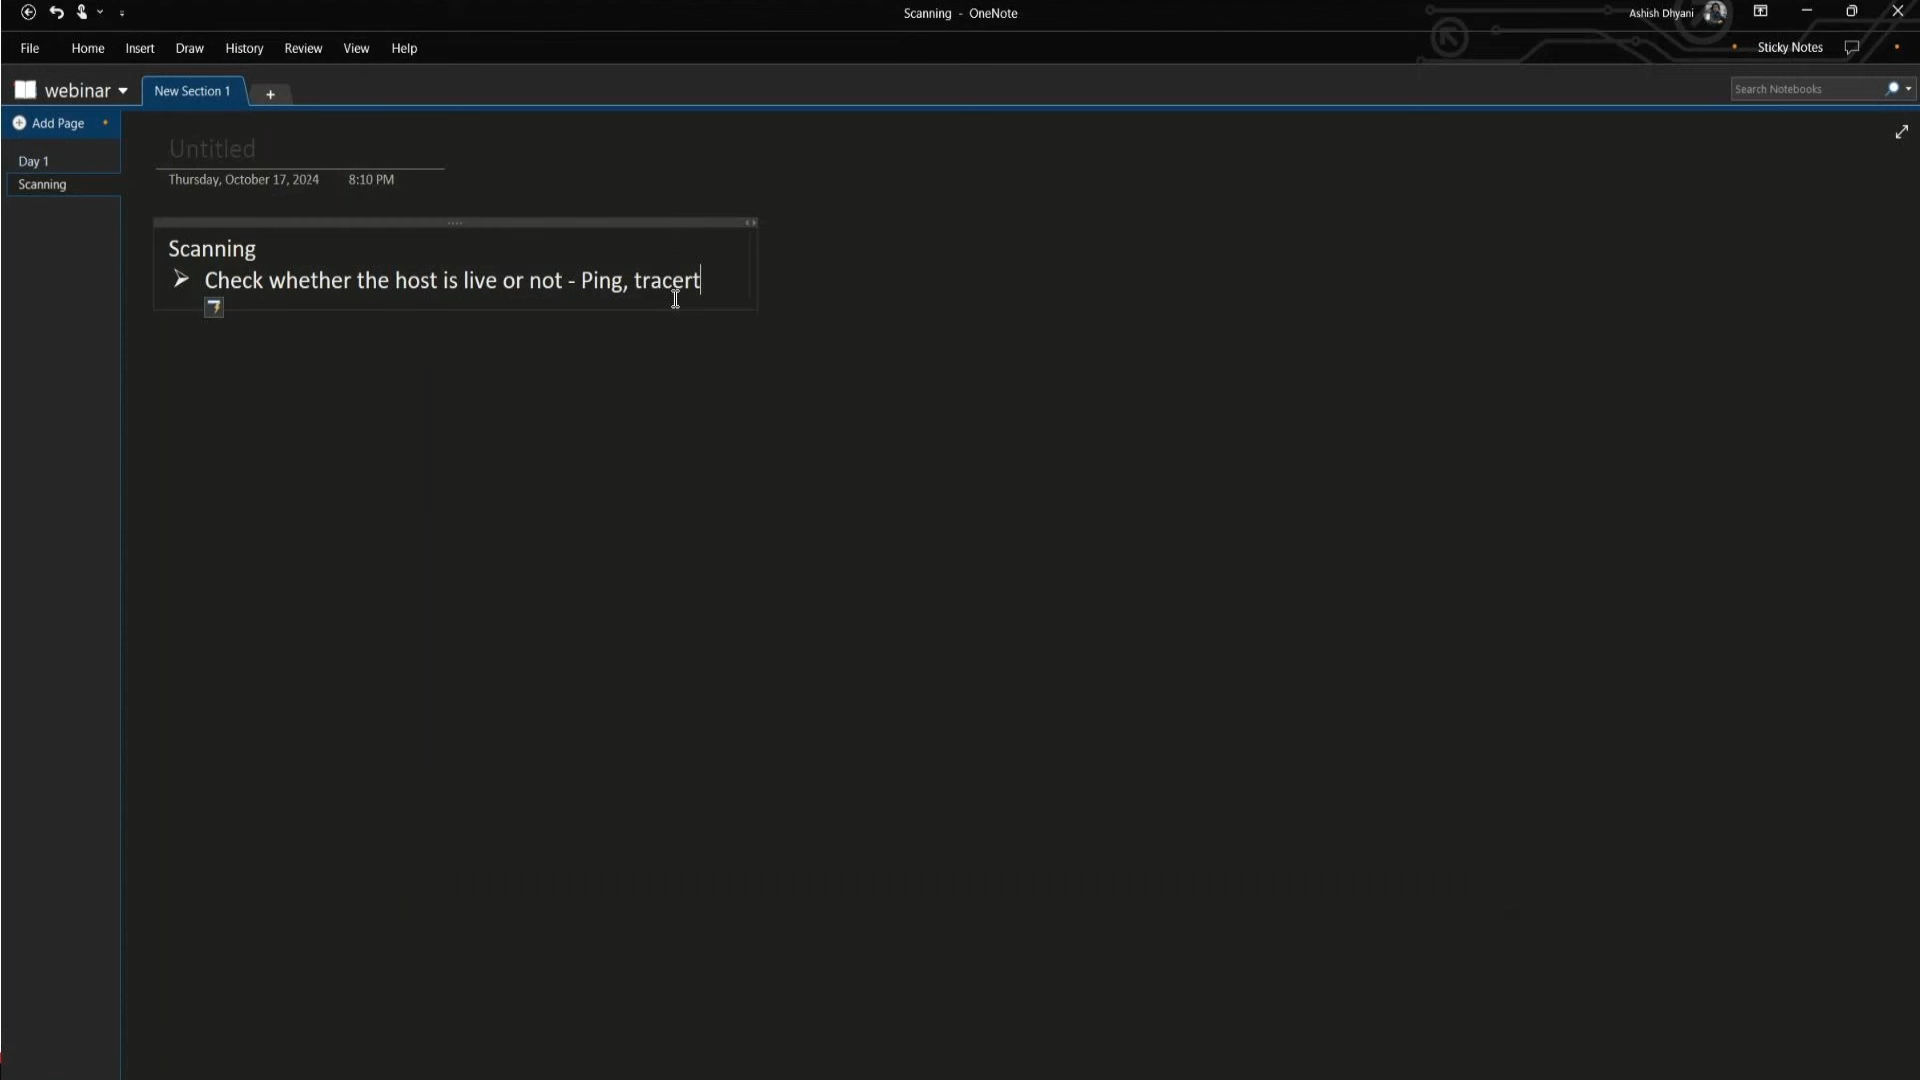 Scanning - OneNote
Ashish Dhyani
File Home Insert Draw History Review View Help
Sticky Notes
webinar
New Section 1
+
Search Notebooks
Add Page
Day 1
Scanning
Untitled
Thursday, October 17, 2024 8:10 PM
Scanning
➢ Check whether the host is live or not - Ping, tracert